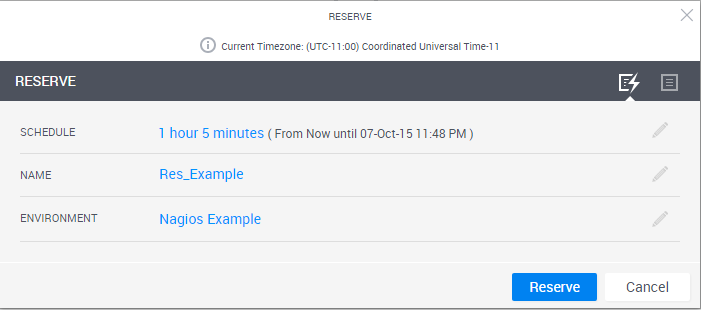 RESERVE
Current Timezone: (UTC-11:00) Coordinated Universal Time-11
RESERVE
SCHEDULE 1 hour 5 minutes ( From Now until 07-Oct-15 11:48 PM )
NAME Res_Example
ENVIRONMENT Nagios Example
Reserve Cancel